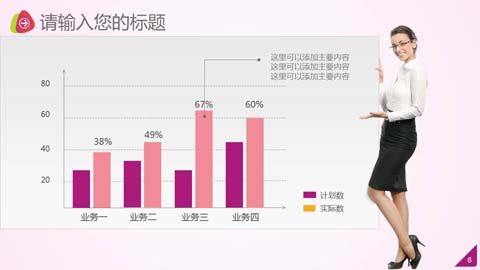 请输入您的标题
这里可以添加主要内容
这里可以添加主要内容
这里可以添加主要内容
80
60
40
20
38%
49%
67%
60%
业务一
业务二
业务三
业务四
计划数
实际数
6